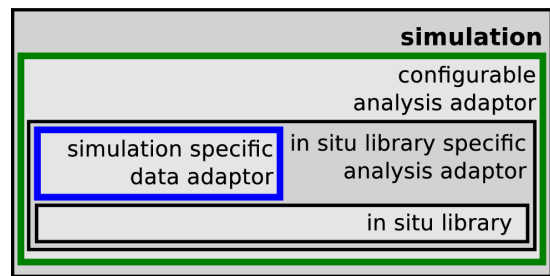 simulation
configurable
analysis adaptor
simulation specific
data adaptor
in situ library specific
analysis adaptor
in situ library